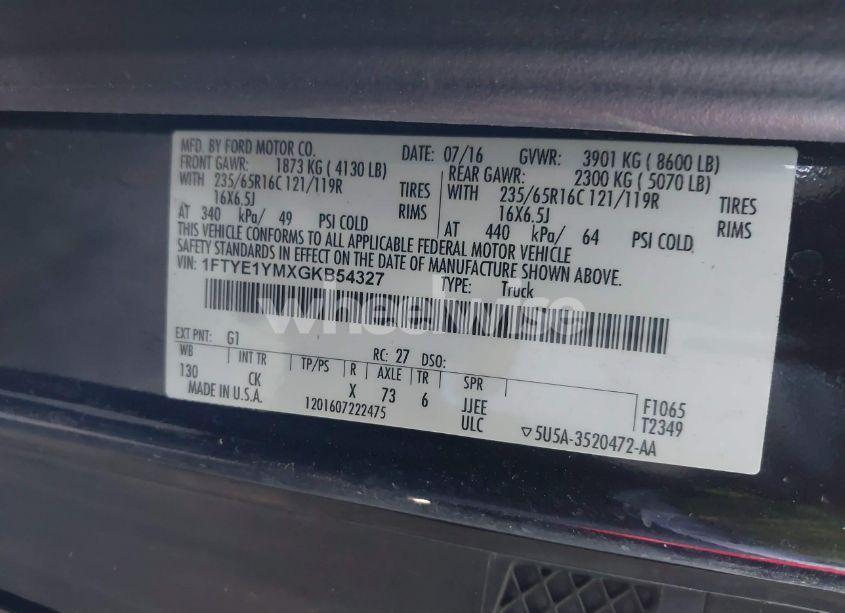 MFD. BY FORD MOTOR CO. DATE: 07/16 GVWR: 3901 KG ( 8600 LB)
FRONT GAWR: 1873 KG ( 4130 LB) REAR GAWR: 2300 KG ( 5070 LB)
WITH 235/65R16C 121/119R TIRES WITH 235/65R16C 121/119R TIRES
16X6.5J RIMS 16X6.5J RIMS
AT 340 kPa/ 49 PSI COLD AT 440 kPa/ 64 PSI COLD
THIS VEHICLE CONFORMS TO ALL APPLICABLE FEDERAL MOTOR VEHICLE
SAFETY STANDARDS IN EFFECT ON THE DATE OF MANUFACTURE SHOWN ABOVE.
VIN: 1FTYE1YMXGKB54327 TYPE: Truck
wheelwise
EXT PNT: G1 RC: 27 DSO:
WB INT TR TP/PS R AXLE TR SPR
130 CK X 73 6 JJEE F1065
MADE IN U.S.A. 1201607222475 ULC T2349
▽5U5A-3520472-AA